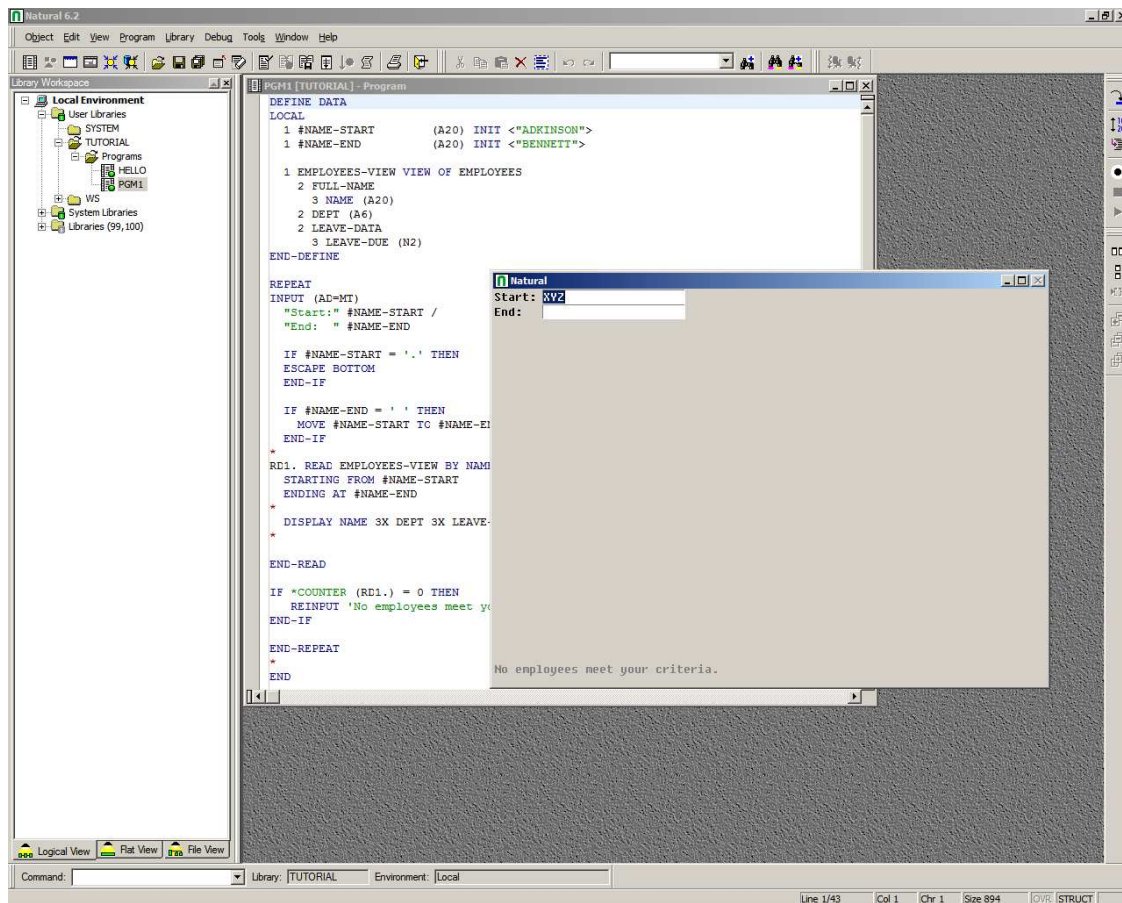 Natural 6.2
Object Edit View Program Library Debug Tools Window Help
Library Workspace
Local Environment
User Libraries
SYSTEM
TUTORIAL
Programs
HELLO
PGM1
WS
System Libraries
Libraries (99,100)
PGM1 [TUTORIAL] - Program
DEFINE DATA
LOCAL
1 #NAME-START (A20) INIT <"ADKINSON">
1 #NAME-END (A20) INIT <"BENNETT">
1 EMPLOYEES-VIEW VIEW OF EMPLOYEES
2 FULL-NAME
3 NAME (A20)
2 DEPT (A6)
2 LEAVE-DATA
3 LEAVE-DUE (N2)
END-DEFINE
REPEAT
INPUT (AD=MT)
"Start:" #NAME-START /
"End: " #NAME-END
IF #NAME-START = '.' THEN
ESCAPE BOTTOM
END-IF
IF #NAME-END = ' ' THEN
MOVE #NAME-START TO #NAME-E
END-IF
*
RD1. READ EMPLOYEES-VIEW BY NAME
STARTING FROM #NAME-START
ENDING AT #NAME-END
*
DISPLAY NAME 3X DEPT 3X LEAVE-
*
END-READ
IF *COUNTER (RD1.) = 0 THEN
REINPUT 'No employees meet yo
END-IF
END-REPEAT
*
END
Natural
Start: XYZ
End:
No employees meet your criteria.
Logical View Flat View File View
Command: Library: TUTORIAL Environment: Local
Line 1/43 Col 1 Chr 1 Size 894 OVR STRUCT